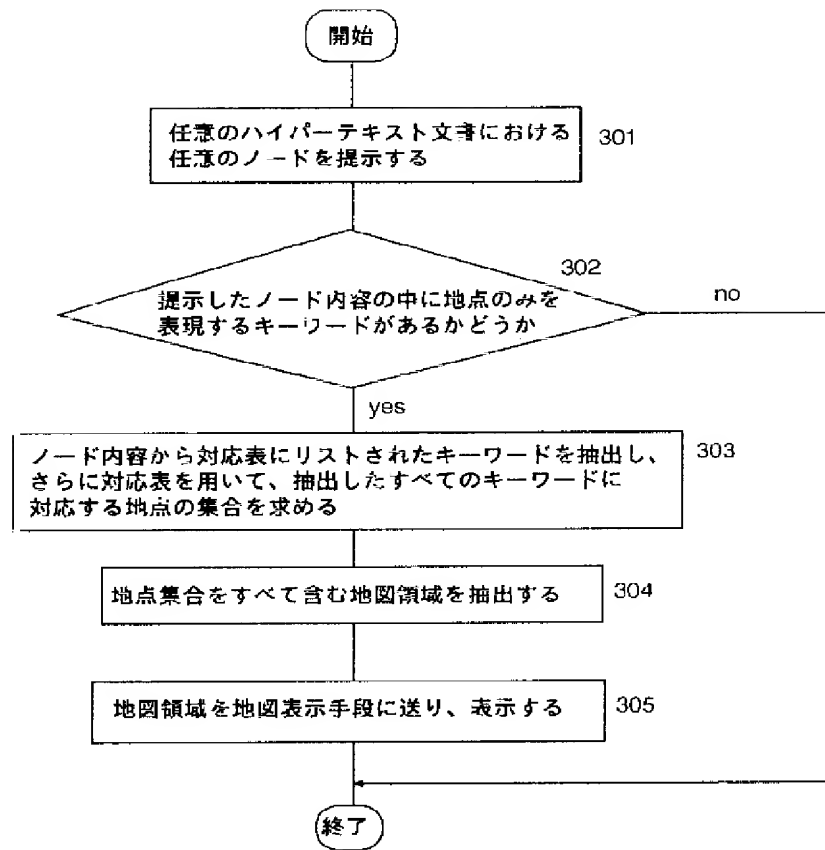 開始
任意のハイパーテキスト文書における
任意のノードを提示する
301
302
提示したノード内容の中に地点のみを
表現するキーワードがあるかどうか
no
yes
ノード内容から対応表にリストされたキーワードを抽出し、
さらに対応表を用いて、抽出したすべてのキーワードに
対応する地点の集合を求める
303
地点集合をすべて含む地図領域を抽出する
304
地図領域を地図表示手段に送り、表示する
305
終了